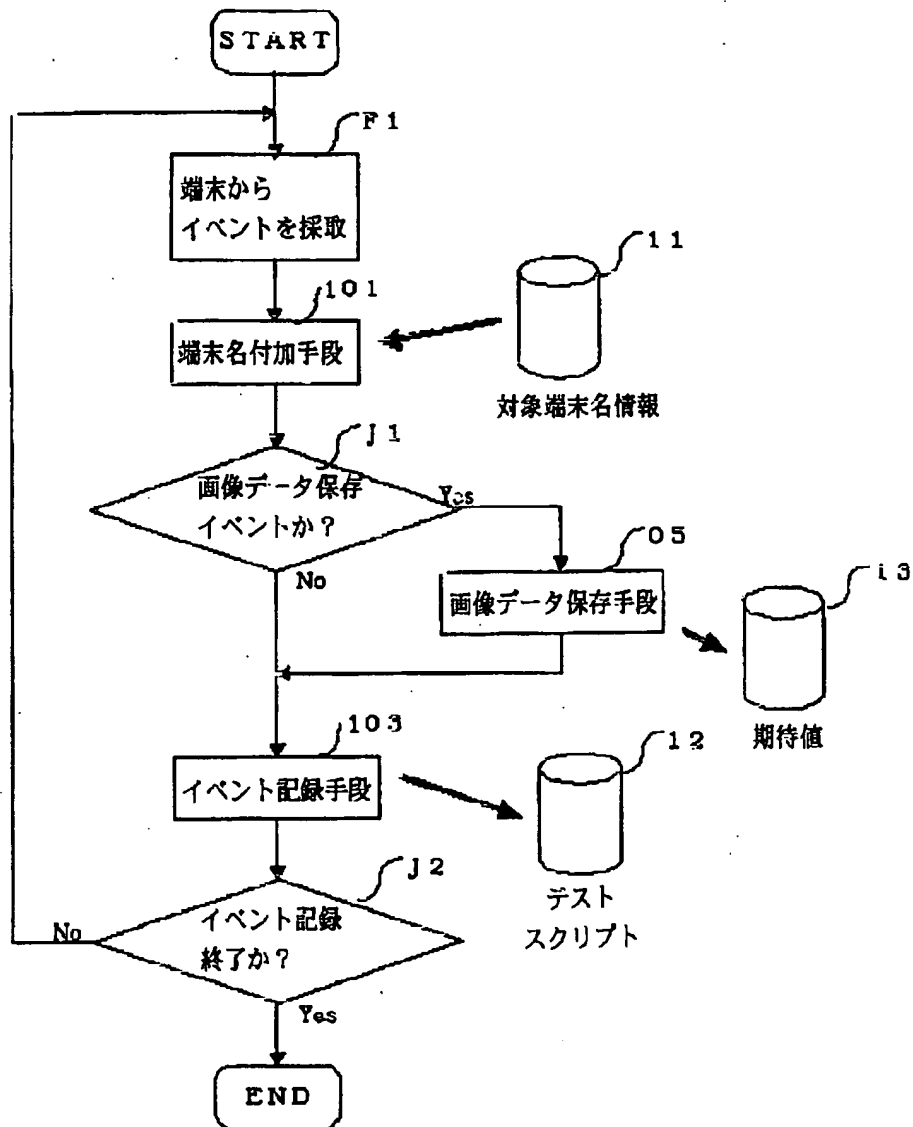 START
F1
端末から
イベントを採取
11
101
端末名付加手段
対象端末名情報
J1
画像データ保存
イベントか?
Yes
05
No
画像データ保存手段
13
103
12
期待値
イベント記録手段
J2
テスト
スクリプト
イベント記録
No
終了か?
Yes
END